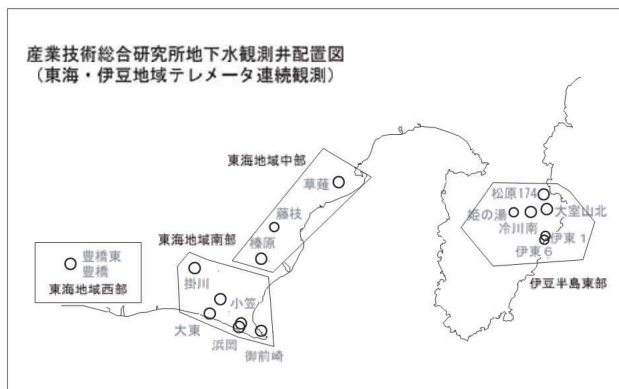 産業技術総合研究所地下水観測井配置図
（東海・伊豆地域テレメータ連続観測）
東海地域中部
草薙
藤枝
榛原
東海地域南部
掛川
小笠
大東
浜岡
御前崎
豊橋東
豊橋
東海地域西部
松原174
姫の湯
大室山北
冷川南
伊東1
伊東6
伊豆半島東部